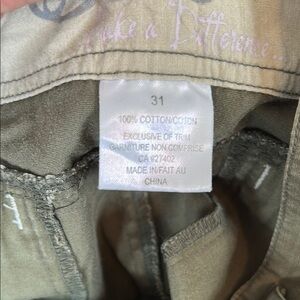 make a Difference...
31
100% COTTON/COTON
EXCLUSIVE OF TRIM
GARNITURE NON COMPRISE
CA #27402
MADE IN/FAIT AU
CHINA